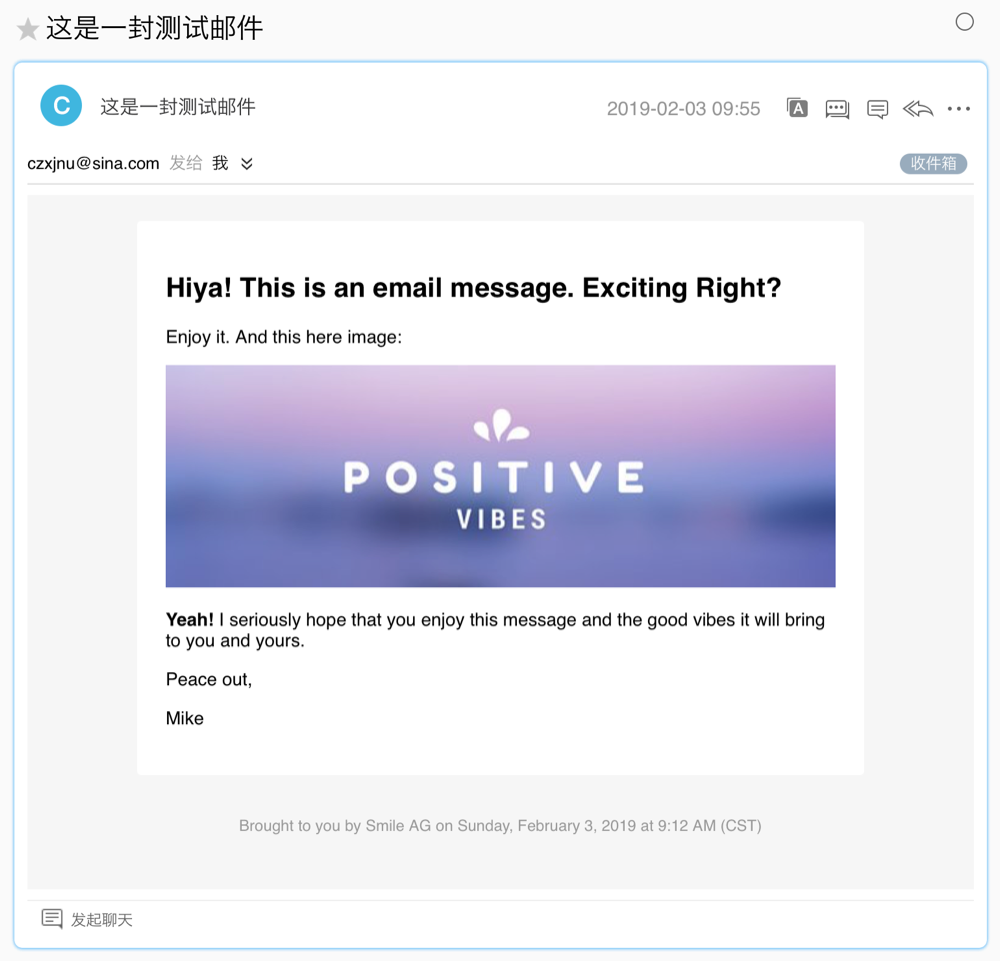 这是一封测试邮件
C 这是一封测试邮件 2019-02-03 09:55 A
czxjnu@sina.com 发给 我 收件箱
Hiya! This is an email message. Exciting Right?
Enjoy it. And this here image:
POSITIVE
VIBES
Yeah! I seriously hope that you enjoy this message and the good vibes it will bring
to you and yours.
Peace out,
Mike
Brought to you by Smile AG on Sunday, February 3, 2019 at 9:12 AM (CST)
发起聊天